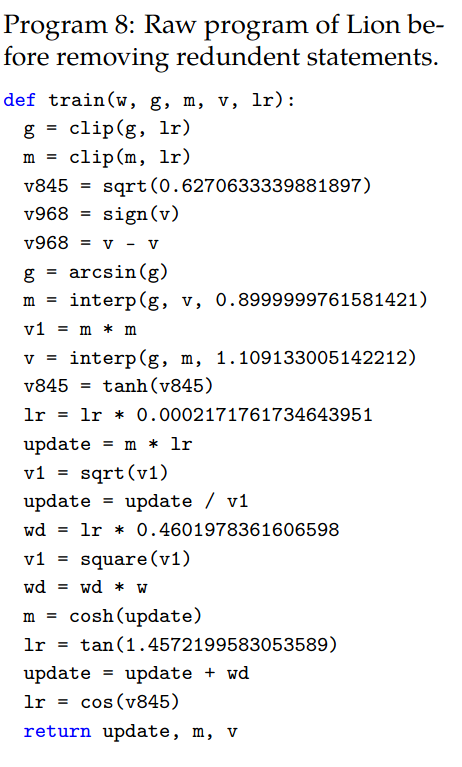 Program 8: Raw program of Lion be-
fore removing redundent statements.
def train(w, g, m, v, lr):
  g = clip(g, lr)
  m = clip(m, lr)
  v845 = sqrt(0.6270633339881897)
  v968 = sign(v)
  v968 = v - v
  g = arcsin(g)
  m = interp(g, v, 0.8999999761581421)
  v1 = m * m
  v = interp(g, m, 1.109133005142212)
  v845 = tanh(v845)
  lr = lr * 0.0002171761734643951
  update = m * lr
  v1 = sqrt(v1)
  update = update / v1
  wd = lr * 0.4601978361606598
  v1 = square(v1)
  wd = wd * w
  m = cosh(update)
  lr = tan(1.4572199583053589)
  update = update + wd
  lr = cos(v845)
  return update, m, v